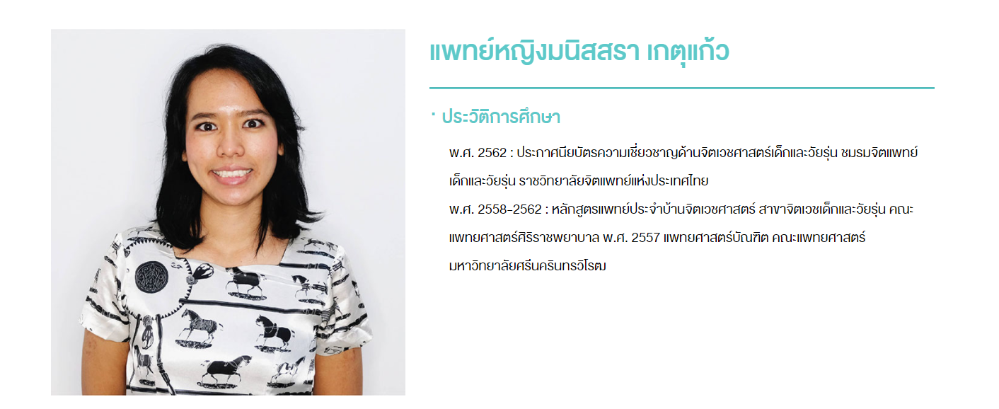 แพทย์หญิงมนิสสรา เกตุแก้ว
· ประวัติการศึกษา
พ.ศ. 2562 : ประกาศนียบัตรความเชี่ยวชาญด้านจิตเวชศาสตร์เด็กและวัยรุ่น ชมรมจิตแพทย์
เด็กและวัยรุ่น ราชวิทยาลัยจิตแพทย์แห่งประเทศไทย
พ.ศ. 2558-2562 : หลักสูตรแพทย์ประจำบ้านจิตเวชศาสตร์ สาขาจิตเวชเด็กและวัยรุ่น คณะ
แพทยศาสตร์ศิริราชพยาบาล พ.ศ. 2557 แพทยศาสตร์บัณฑิต คณะแพทยศาสตร์
มหาวิทยาลัยศรีนครินทรวิโรฒ